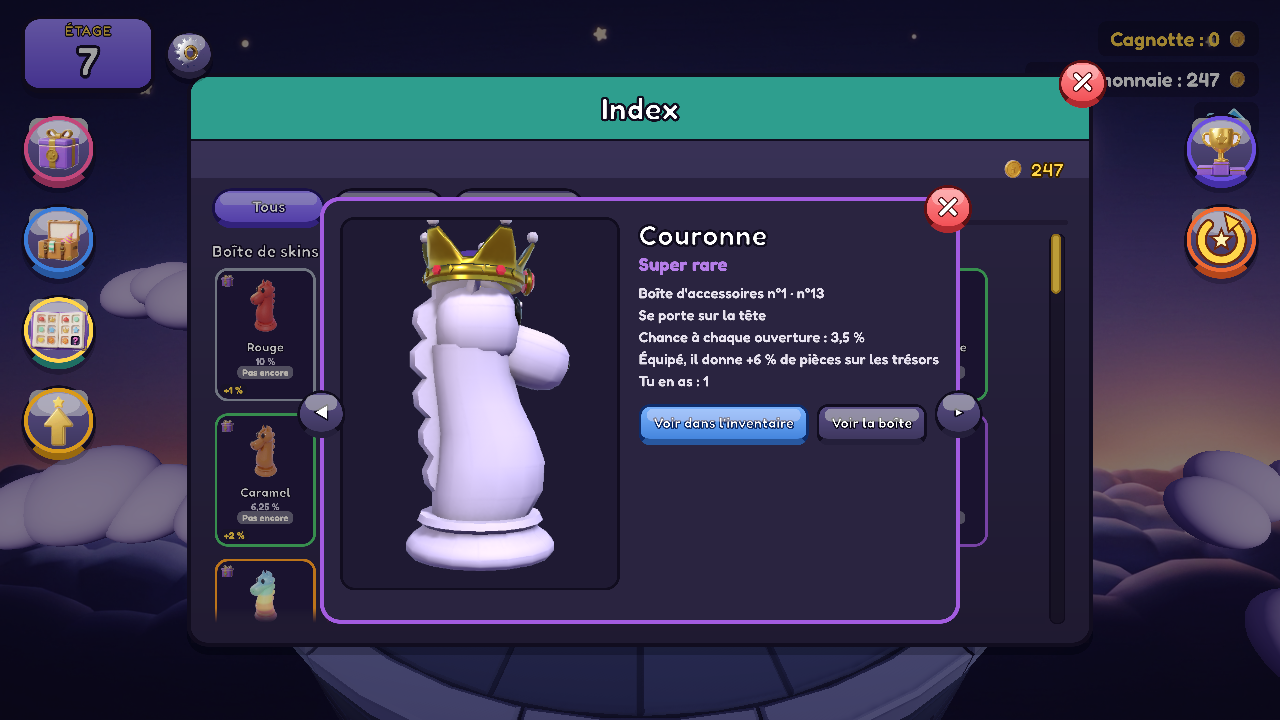 ÉTAGE
7
Cagnotte : 0
monnaie : 247
Index
247
Tous
Boîte de skins
Rouge
10 %
Pas encore
+1 %
Caramel
6,25 %
Pas encore
+2 %
Couronne
Super rare
Boîte d'accessoires n°1 · n°13
Se porte sur la tête
Chance à chaque ouverture : 3,5 %
Équipé, il donne +6 % de pièces sur les trésors
Tu en as : 1
Voir dans l'inventaire
Voir la boîte